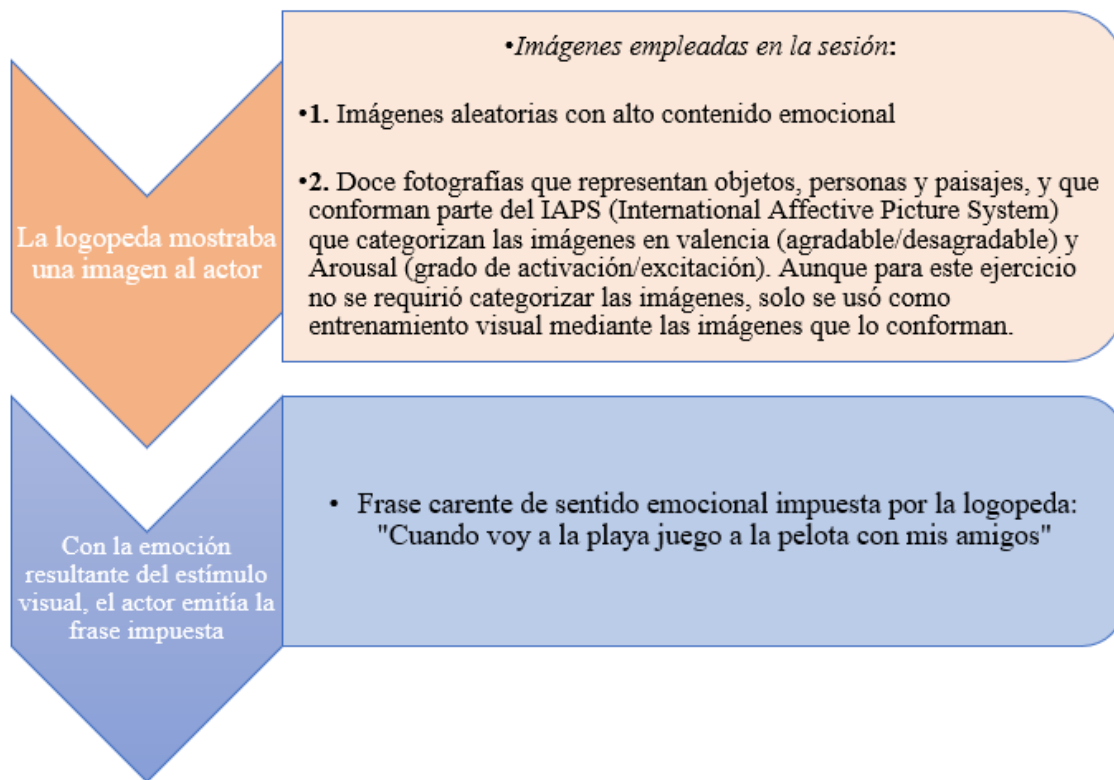 La logopeda mostraba
una imagen al actor
•Imágenes empleadas en la sesión:
•1. Imágenes aleatorias con alto contenido emocional
•2. Doce fotografías que representan objetos, personas y paisajes, y que
conforman parte del IAPS (International Affective Picture System)
que categorizan las imágenes en valencia (agradable/desagradable) y
Arousal (grado de activación/excitación). Aunque para este ejercicio
no se requirió categorizar las imágenes, solo se usó como
entrenamiento visual mediante las imágenes que lo conforman.
Con la emoción
resultante del estímulo
visual, el actor emitía la
frase impuesta
• Frase carente de sentido emocional impuesta por la logopeda:
"Cuando voy a la playa juego a la pelota con mis amigos"